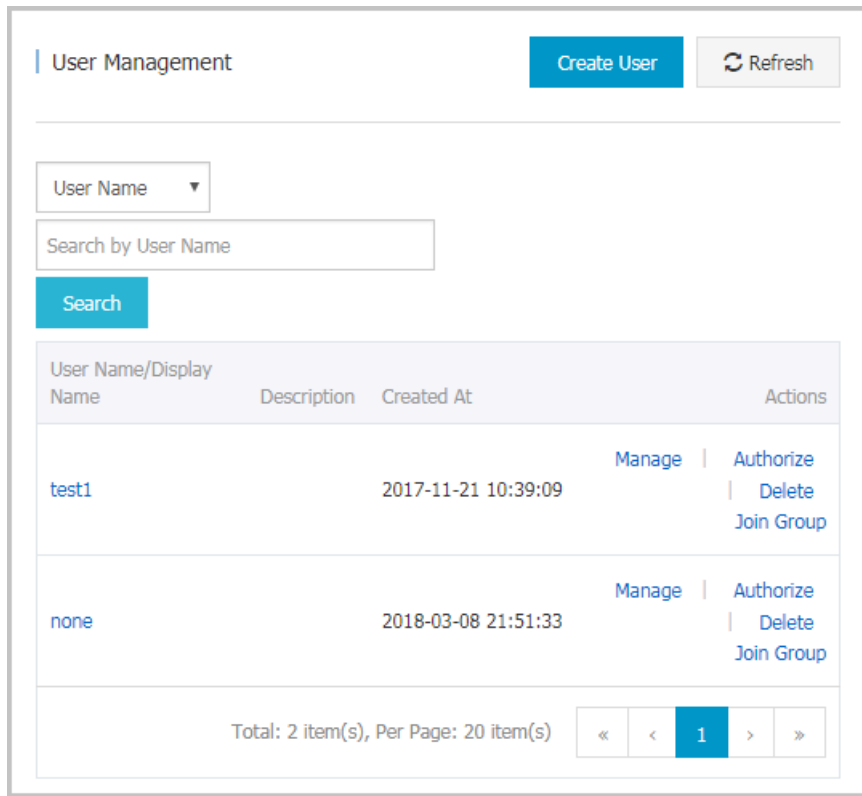 User Management
Create User
Refresh
User Name
Search by User Name
Search
User Name/Display
Name
Description
Created At
Actions
test1
2017-11-21 10:39:09
Manage | Authorize
| Delete
Join Group
none
2018-03-08 21:51:33
Manage | Authorize
| Delete
Join Group
Total: 2 item(s), Per Page: 20 item(s)
« ‹ 1 › »